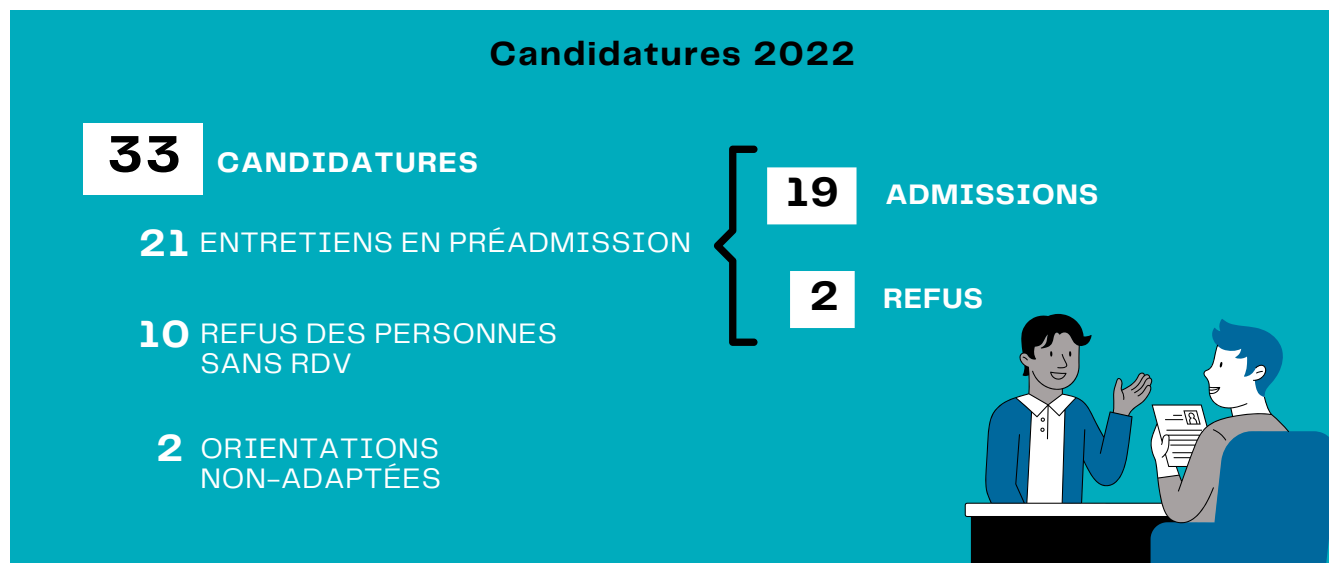 Candidatures 2022
33 CANDIDATURES
21 ENTRETIENS EN PRÉADMISSION
10 REFUS DES PERSONNES
SANS RDV
2 ORIENTATIONS
NON-ADAPTÉES
19 ADMISSIONS
2 REFUS